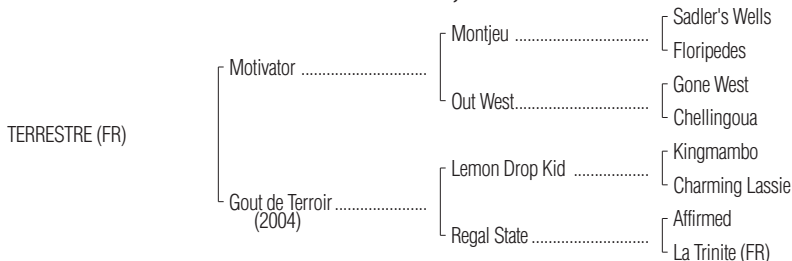 Sadler's Wells
Montjeu ................................
Floripedes
Motivator ..............................
Gone West
Out West................................
Chellingoua
TERRESTRE (FR)
Kingmambo
Lemon Drop Kid ..................
Charming Lassie
Gout de Terroir ......................
(2004)
Affirmed
Regal State ............................
La Trinite (FR)